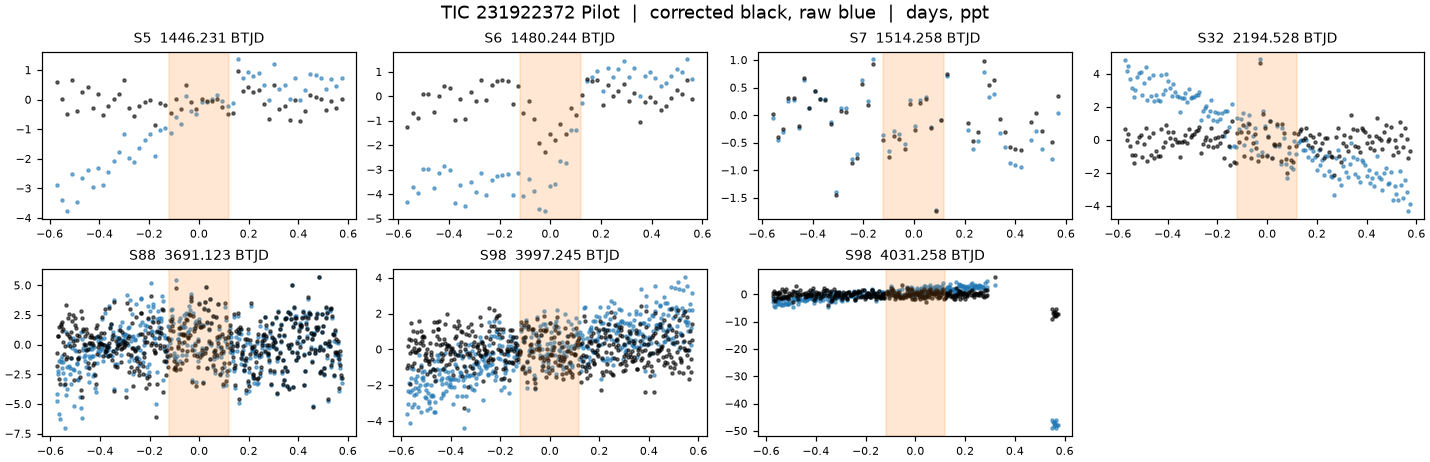 TIC 231922372 Pilot | corrected black, raw blue | days, ppt
S5 1446.231 BTJD
S6 1480.244 BTJD
S7 1514.258 BTJD
S32 2194.528 BTJD
1
0
−1
−2
−3
−4
1
0
−1
−2
−3
−4
−5
1.0
0.5
0.0
−0.5
−1.0
−1.5
4
2
0
−2
−4
−0.6 −0.4 −0.2 0.0 0.2 0.4 0.6
−0.6 −0.4 −0.2 0.0 0.2 0.4 0.6
−0.6 −0.4 −0.2 0.0 0.2 0.4 0.6
−0.6 −0.4 −0.2 0.0 0.2 0.4 0.6
S88 3691.123 BTJD
S98 3997.245 BTJD
S98 4031.258 BTJD
5.0
2.5
0.0
−2.5
−5.0
−7.5
4
2
0
−2
−4
0
−10
−20
−30
−40
−50
−0.6 −0.4 −0.2 0.0 0.2 0.4 0.6
−0.6 −0.4 −0.2 0.0 0.2 0.4 0.6
−0.6 −0.4 −0.2 0.0 0.2 0.4 0.6